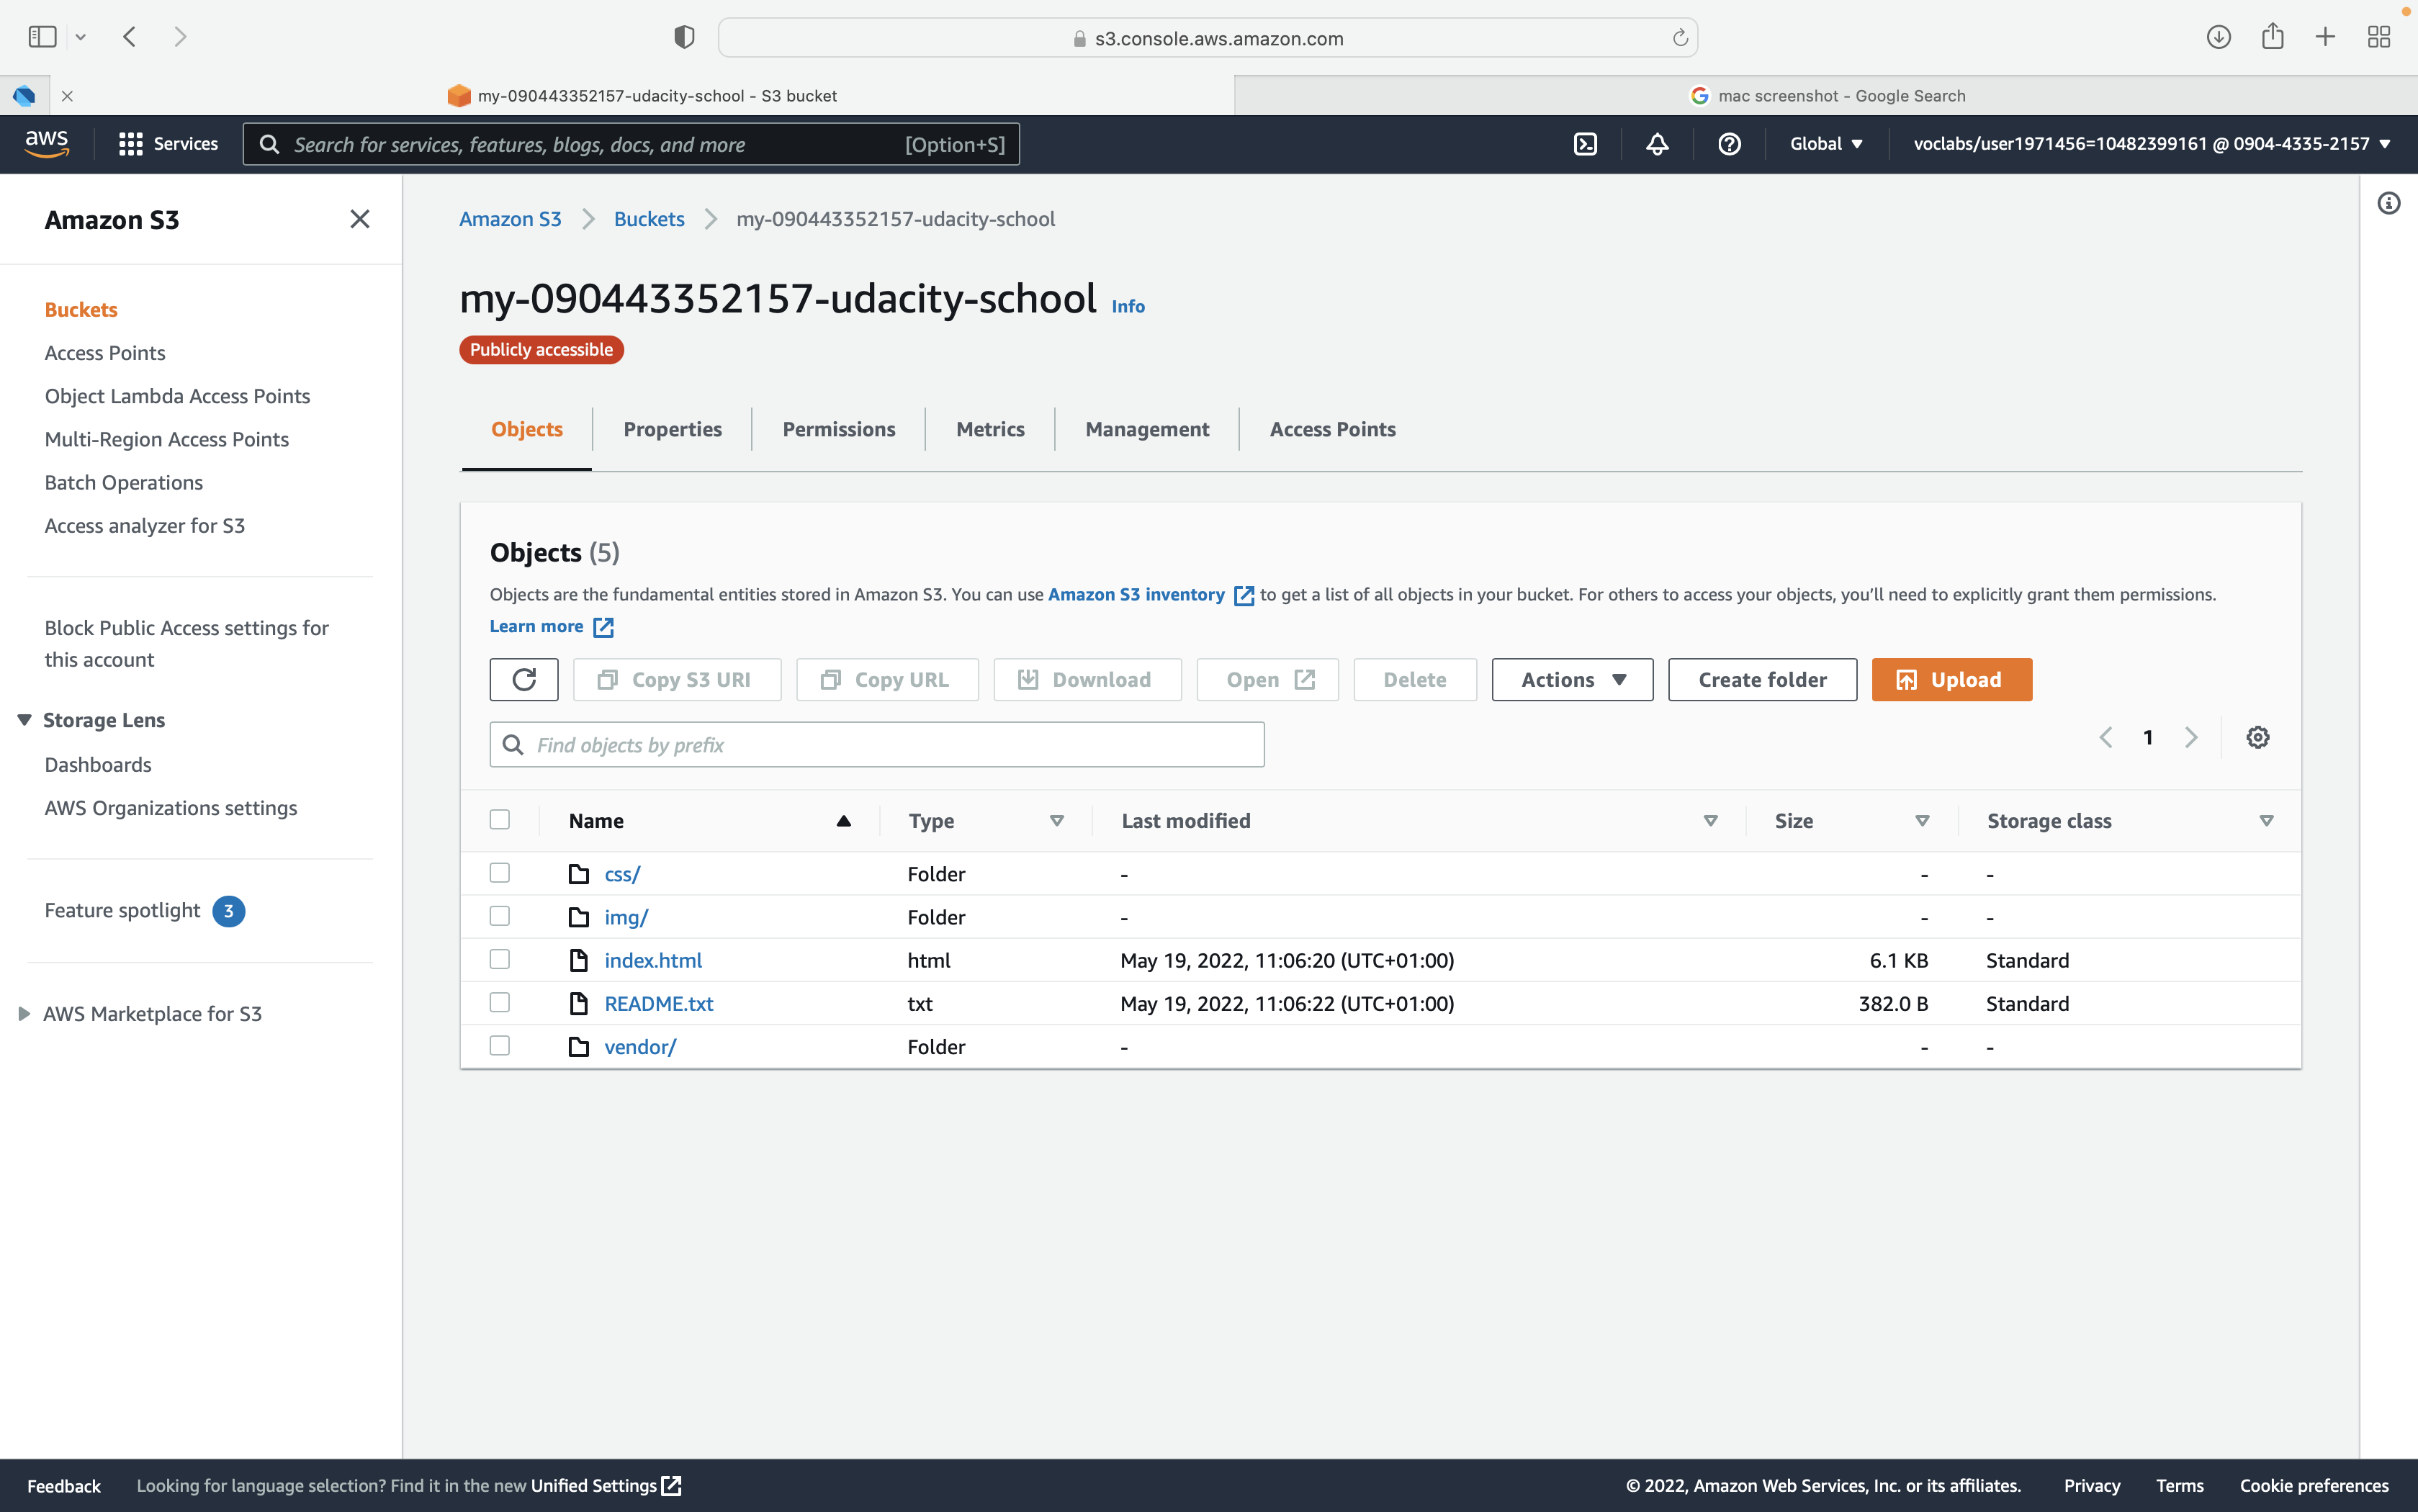 s3.console.aws.amazon.com
my-090443352157-udacity-school - S3 bucket
mac screenshot - Google Search
aws
Services
Search for services, features, blogs, docs, and more [Option+S]
Global
voclabs/user1971456=10482399161 @ 0904-4335-2157
Amazon S3
Buckets
Access Points
Object Lambda Access Points
Multi-Region Access Points
Batch Operations
Access analyzer for S3
Block Public Access settings for
this account
Storage Lens
Dashboards
AWS Organizations settings
Feature spotlight 3
AWS Marketplace for S3
Amazon S3 Buckets my-090443352157-udacity-school
my-090443352157-udacity-school Info
Publicly accessible
Objects Properties Permissions Metrics Management Access Points
Objects (5)
Objects are the fundamental entities stored in Amazon S3. You can use Amazon S3 inventory to get a list of all objects in your bucket. For others to access your objects, you'll need to explicitly grant them permissions.
Learn more
Copy S3 URI Copy URL Download Open Delete Actions Create folder Upload
Find objects by prefix
1
Name Type Last modified Size Storage class
css/ Folder - - -
img/ Folder - - -
index.html html May 19, 2022, 11:06:20 (UTC+01:00) 6.1 KB Standard
README.txt txt May 19, 2022, 11:06:22 (UTC+01:00) 382.0 B Standard
vendor/ Folder - - -
Feedback Looking for language selection? Find it in the new Unified Settings
© 2022, Amazon Web Services, Inc. or its affiliates. Privacy Terms Cookie preferences